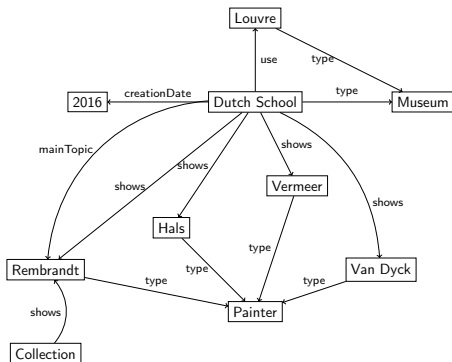 Louvre
type
use
creationDate
2016
Dutch School
type
Museum
mainTopic
shows
shows
shows
Vermeer
shows
Hals
type
type
Rembrandt
type
type
Van Dyck
Painter
shows
Collection